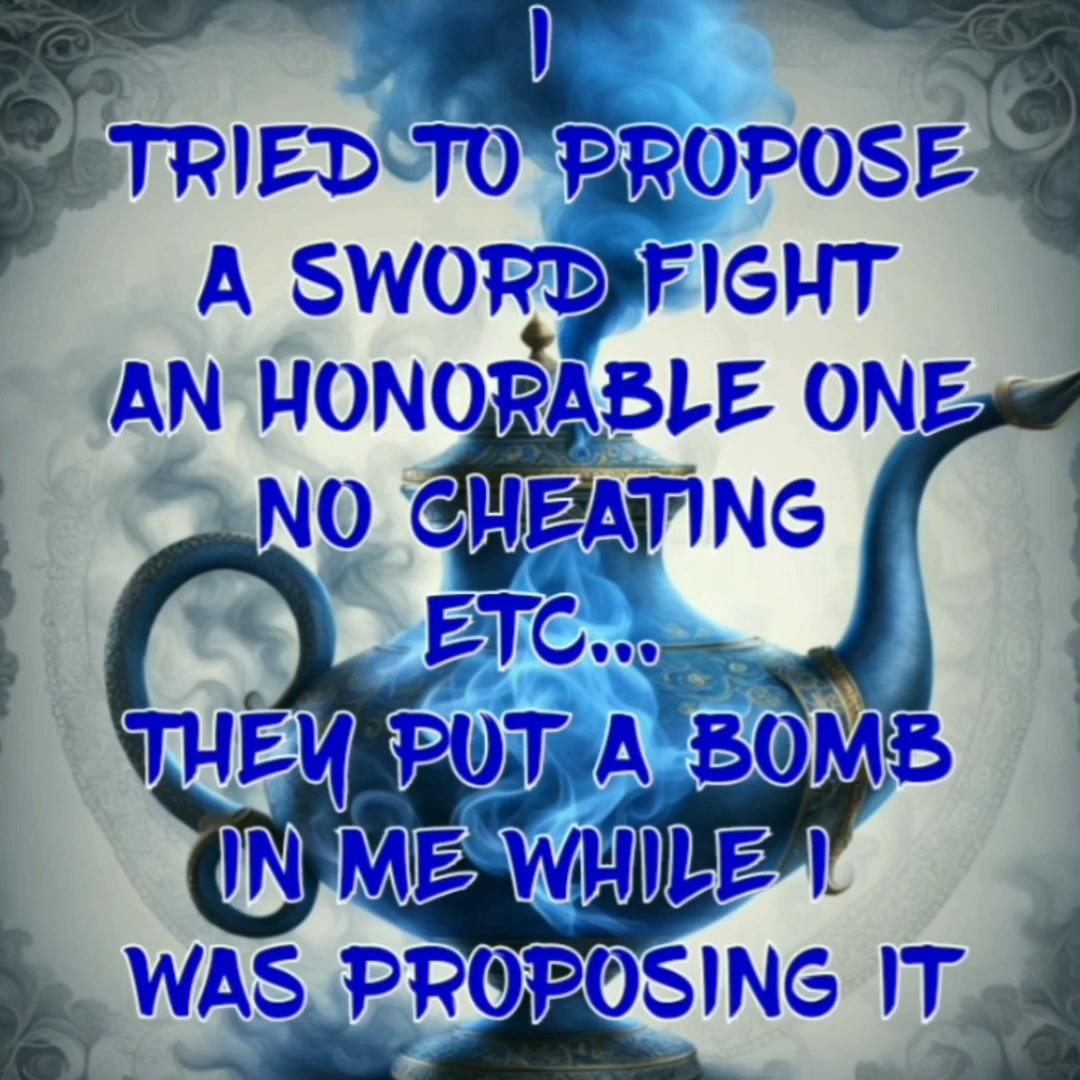 I
TRIED TO PROPOSE
A SWORD FIGHT
AN HONORABLE ONE
NO CHEATING
ETC...
THEY PUT A BOMB
IN ME WHILE I
WAS PROPOSING IT